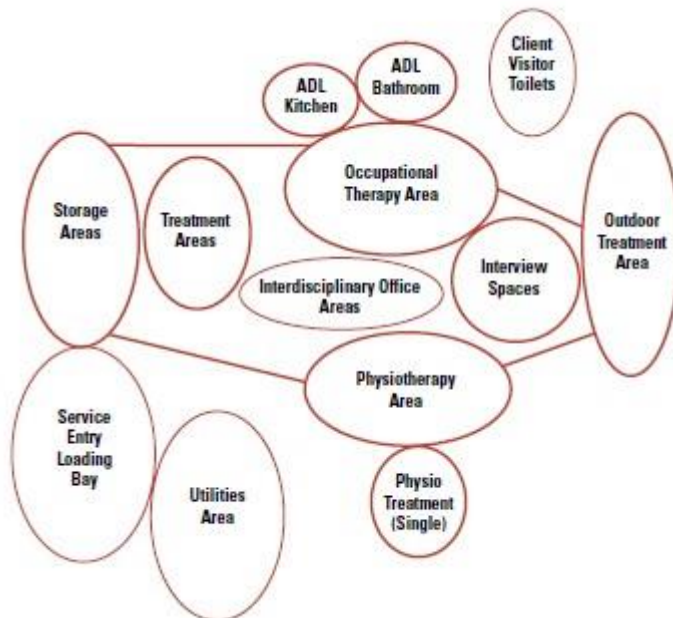 Client
Visitor
Toilets
ADL
Kitchen
ADL
Bathroom
Occupational
Therapy Area
Storage
Areas
Treatment
Areas
Outdoor
Treatment
Area
Interview
Spaces
Interdisciplinary Office
Areas
Physiotherapy
Area
Service
Entry
Loading
Bay
Utilities
Area
Physio
Treatment
(Single)